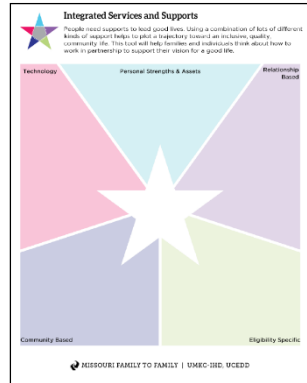 Integrated Services and Supports
People need supports to lead good lives. Using a combination of lots of different
kinds of support helps to plot a trajectory toward an inclusive, quality,
community life. This tool will help families and individuals think about how to
work in partnership to support their vision for a good life.
Technology
Personal Strengths & Assets
Relationship
Based
Community Based
Eligibility Specific
MISSOURI FAMILY TO FAMILY | UMKC-IHD, UCEDD